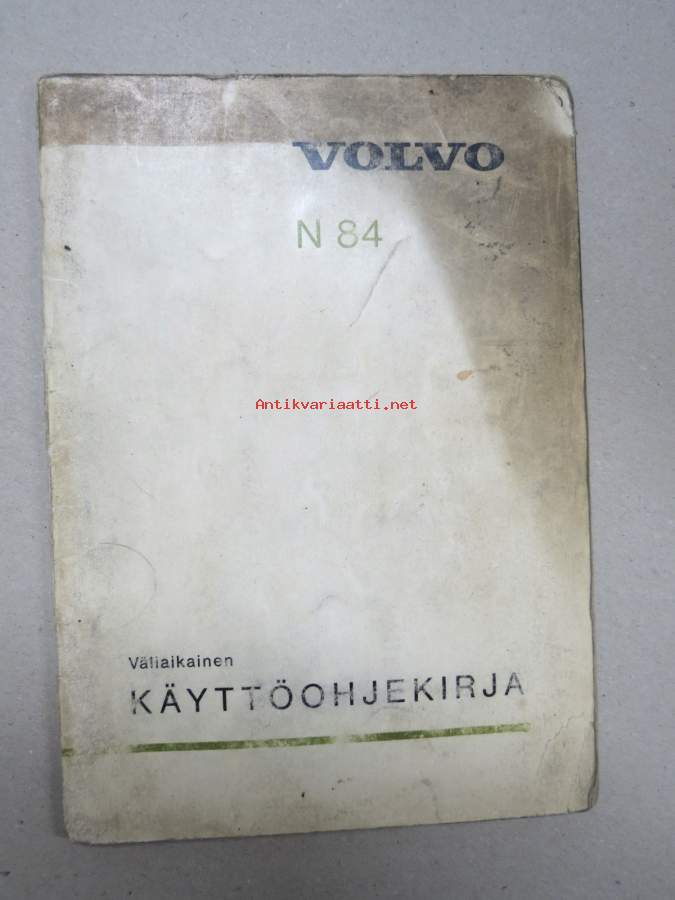 VOLVO
N 84
Antikvariaatti.net
Väliaikainen
KÄYTTÖOHJEKIRJA